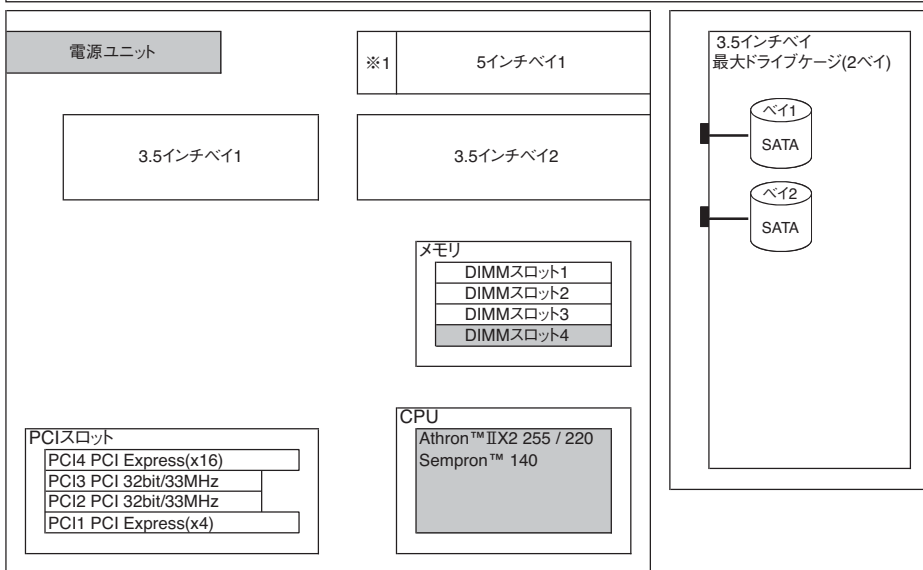 電源ユニット
※1
5インチベイ1
3.5インチベイ1
3.5インチベイ2
メモリ
DIMMスロット1
DIMMスロット2
DIMMスロット3
DIMMスロット4
PCIスロット
PCI4 PCI Express(x16)
PCI3 PCI 32bit/33MHz
PCI2 PCI 32bit/33MHz
PCI1 PCI Express(x4)
CPU
Athron™ⅡX2 255 / 220
Sempron™ 140
3.5インチベイ
最大ドライブケージ(2ベイ)
ベイ1
SATA
ベイ2
SATA